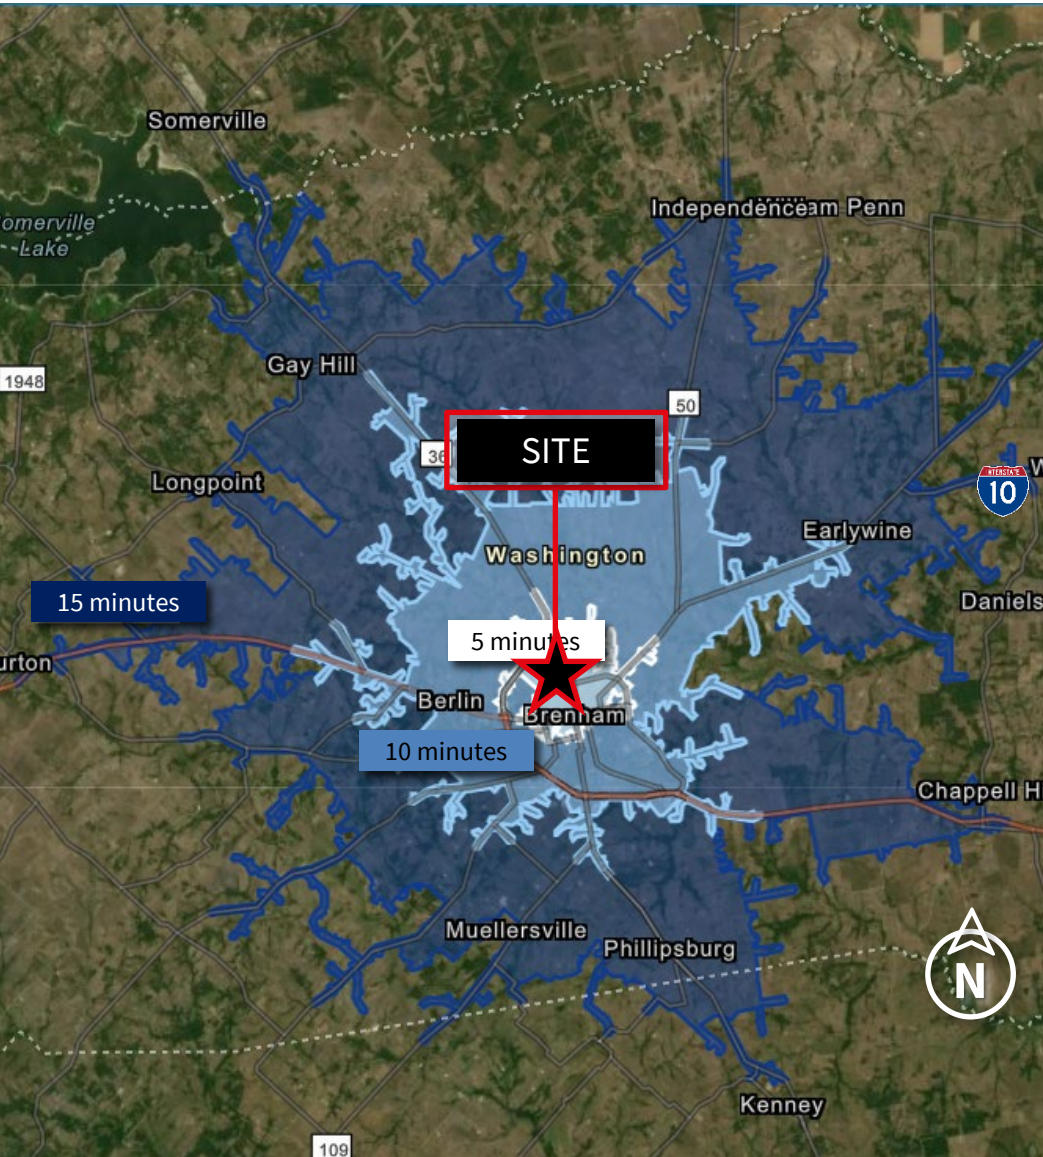 Somerville
Independence
am Penn
omerville
Lake
Gay Hill
1948
50
36
SITE
Longpoint
INTERSTATE
10
W
Earlywine
Washington
15 minutes
Daniels
5 minutes
urton
Berlin
Brenham
10 minutes
Chappell H
Muellersville
Phillipsburg
N
Kenney
109